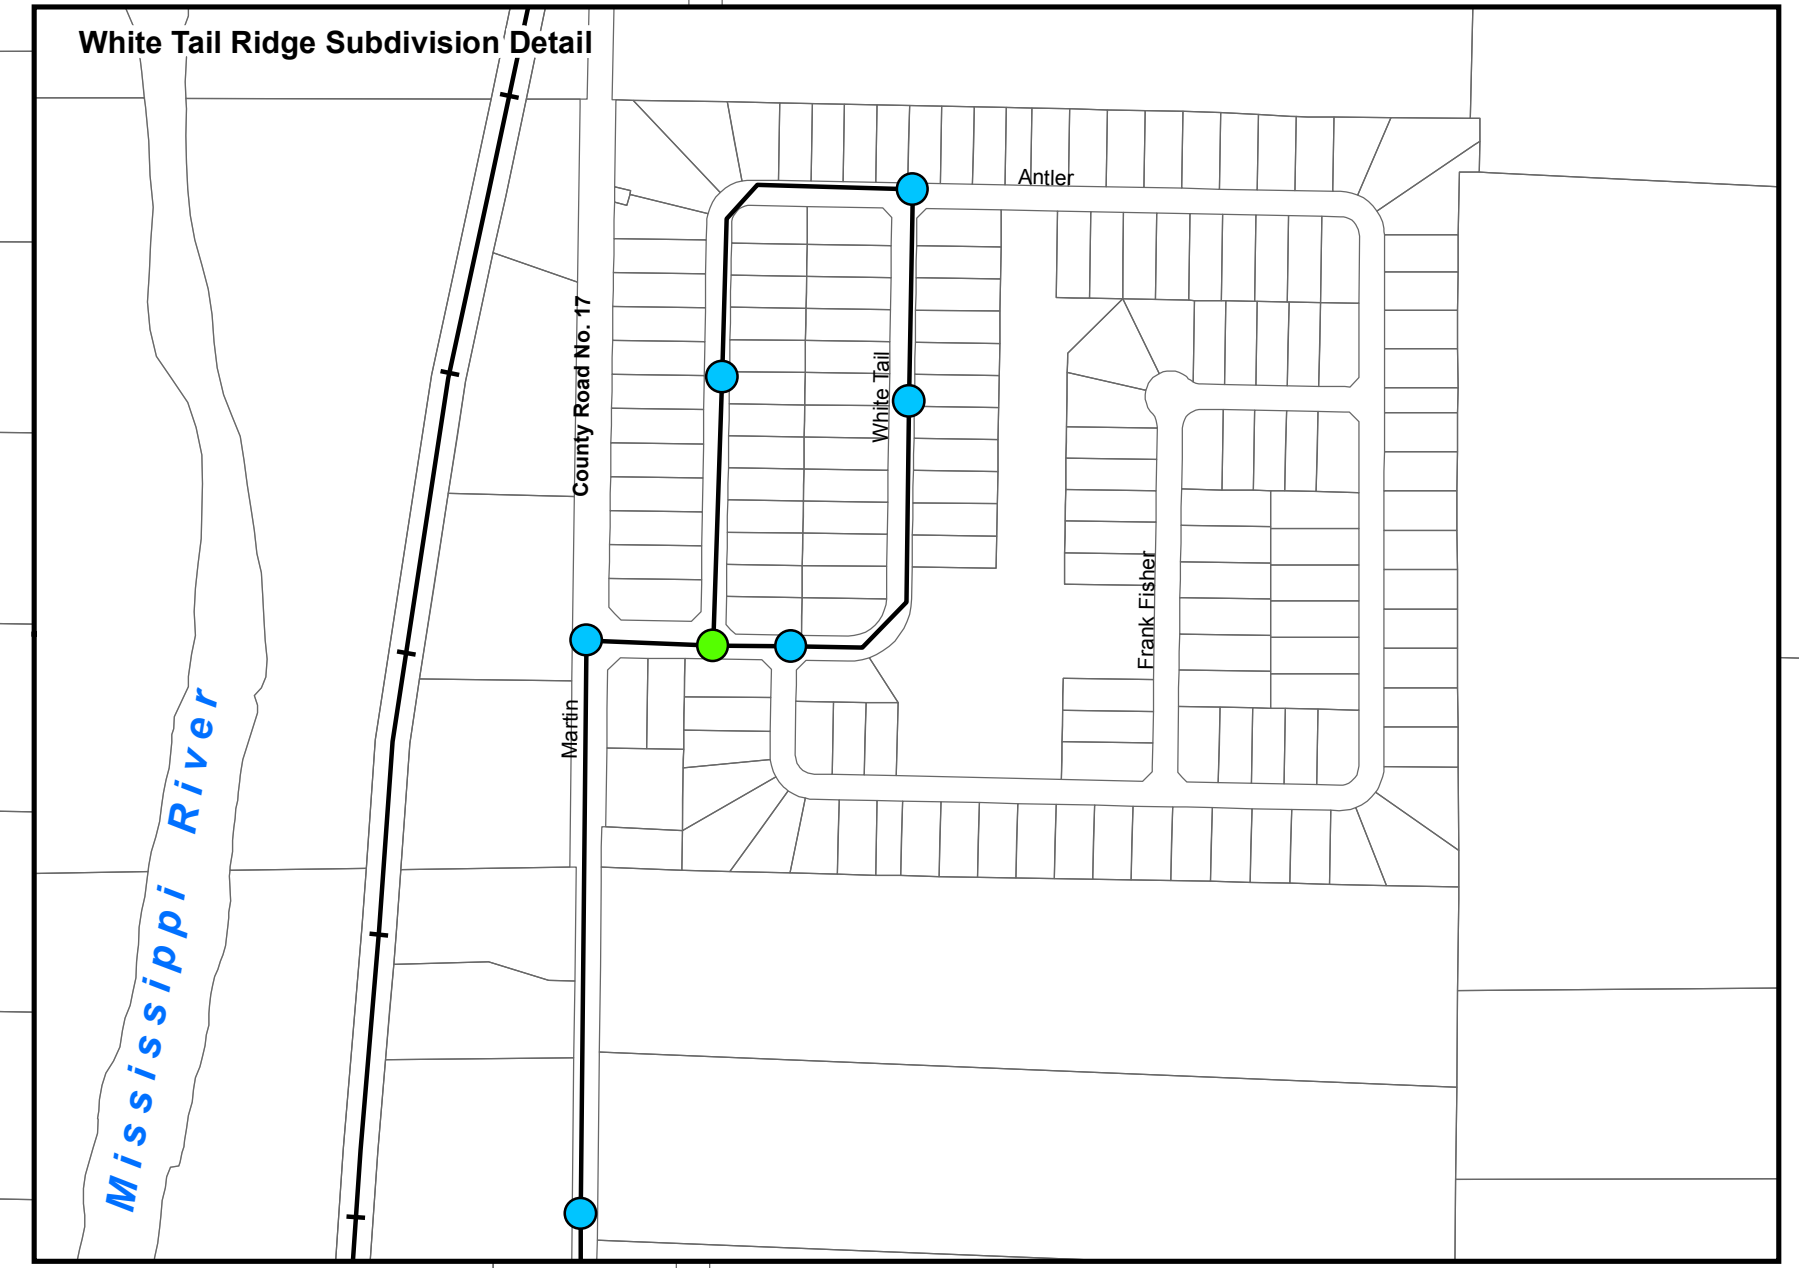 White Tail Ridge Subdivision Detail
Antler
County Road No. 17
White Tail
Frank Fisher
Martin
Mississippi River